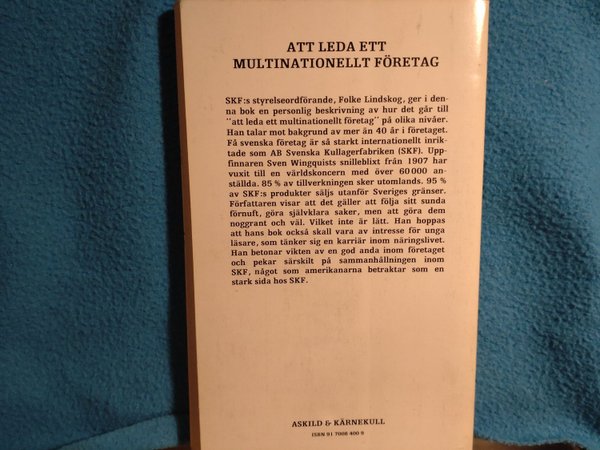 ATT LEDA ETT
MULTINATIONELLT FÖRETAG
SKF:s styrelseordförande, Folke Lindskog, ger i den-
na bok en personlig beskrivning av hur det går till
"att leda ett multinationellt företag" på olika nivåer.
Han talar mot bakgrund av mer än 40 år i företaget.
Få svenska företag är så starkt internationellt inrik-
tade som AB Svenska Kullagerfabriken (SKF). Upp-
finnaren Sven Wingquists snilleblixt från 1907 har
vuxit till en världskoncern med över 60 000 an-
ställda. 85 % av tillverkningen sker utomlands. 95 %
av SKF:s produkter säljs utanför Sveriges gränser.
Författaren visar att det gäller att följa sitt sunda
förnuft, göra självklara saker, men att göra dem
noggrant och väl. Vilket inte är lätt. Han hoppas
att hans bok också skall vara av intresse för unga
läsare, som tänker sig en karriär inom näringslivet.
Han betonar vikten av en god anda inom företaget
och pekar särskilt på sammanhållningen inom
SKF, något som amerikanarna betraktar som en
stark sida hos SKF.
ASKILD & KÄRNEKULL
ISBN 91 7008 400 9